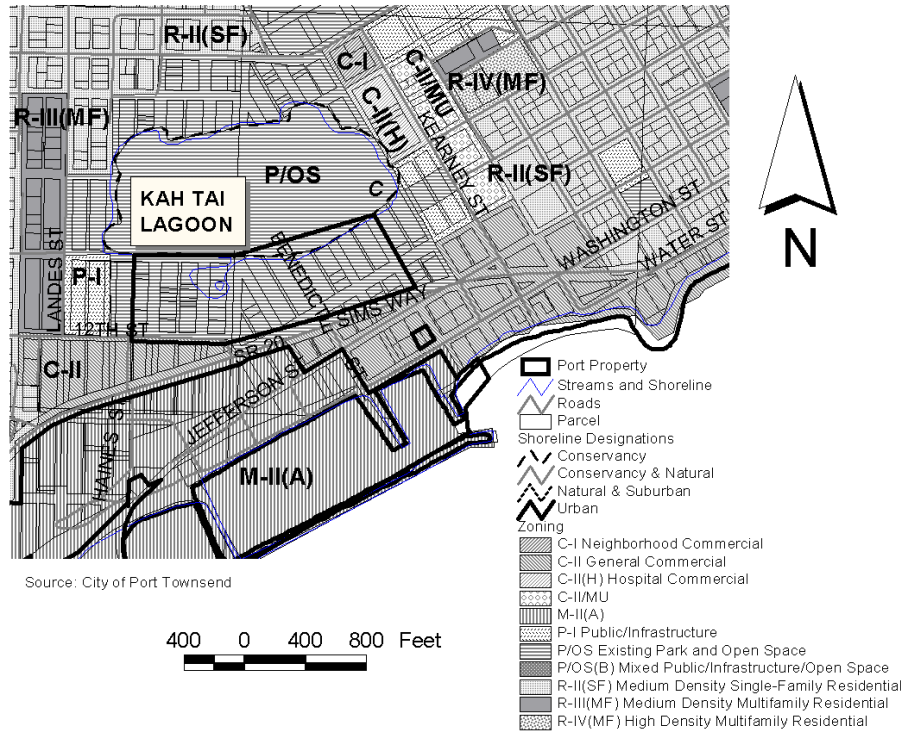 R-II(SF)
C-I
C-II/MU
R-IV(MF)
R-III(MF)
C-II(H)
KEARNEY ST
P/OS
C
R-II(SF)
KAH TAI
LAGOON
WASHINGTON ST
WATER ST
BENEDICT
LANDES ST
P-I
E SIMS WAY
12TH ST
SR 20
C-II
JEFFERSON ST
HAINES ST
M-II(A)
N
Port Property
Streams and Shoreline
Roads
Parcel
Shoreline Designations
Conservancy
Conservancy & Natural
Natural & Suburban
Urban
Zoning
C-I Neighborhood Commercial
C-II General Commercial
C-II(H) Hospital Commercial
C-II/MU
M-II(A)
P-I Public/Infrastructure
P/OS Existing Park and Open Space
P/OS(B) Mixed Public/Infrastructure/Open Space
R-II(SF) Medium Density Single-Family Residential
R-III(MF) Medium Density Multifamily Residential
R-IV(MF) High Density Multifamily Residential
Source: City of Port Townsend
400 0 400 800 Feet